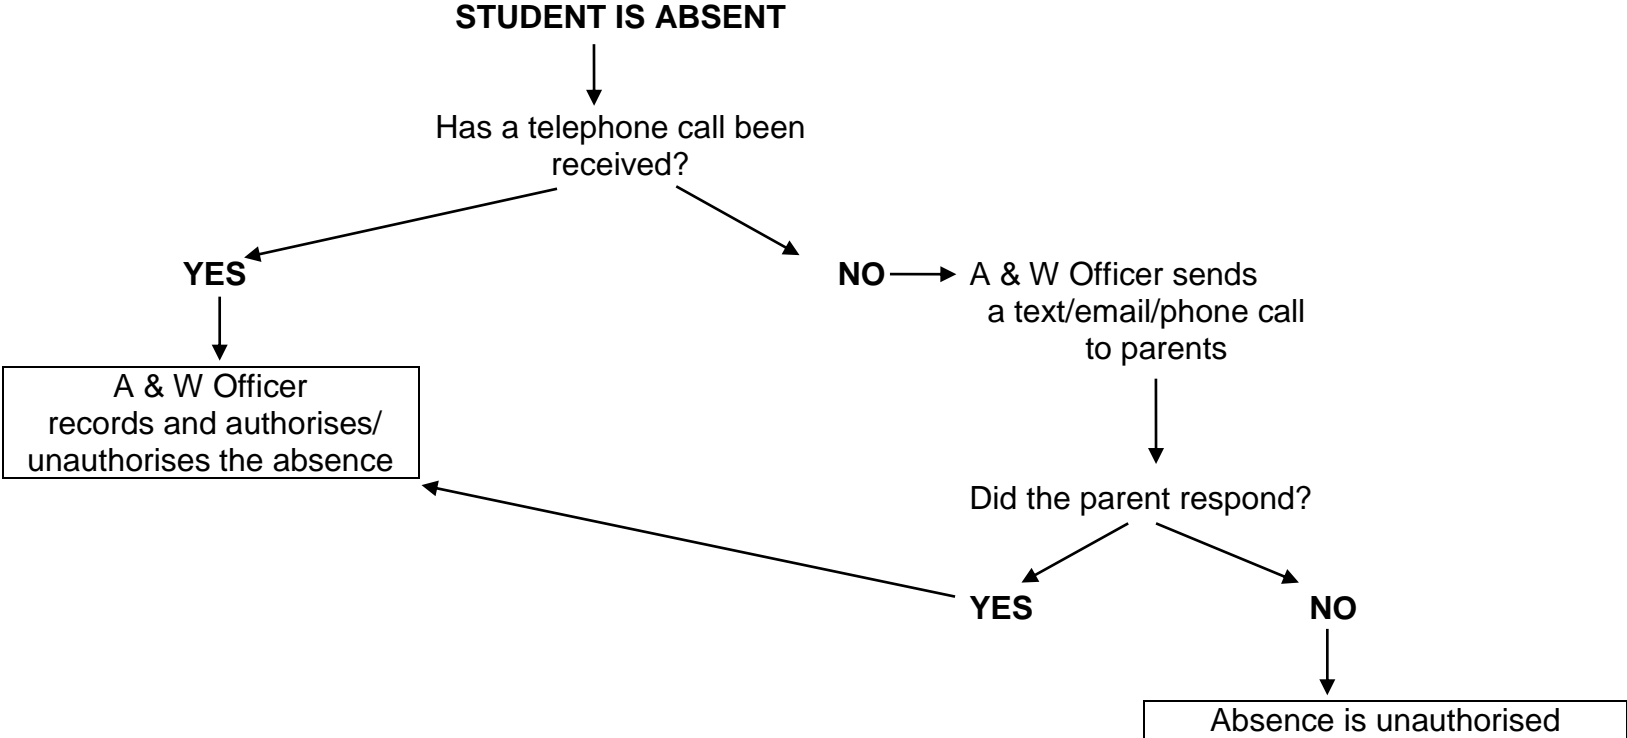 STUDENT IS ABSENT
Has a telephone call been
received?
YES
NO
A & W Officer sends
a text/email/phone call
to parents
A & W Officer
records and authorises/
unauthorises the absence
Did the parent respond?
YES
NO
Absence is unauthorised